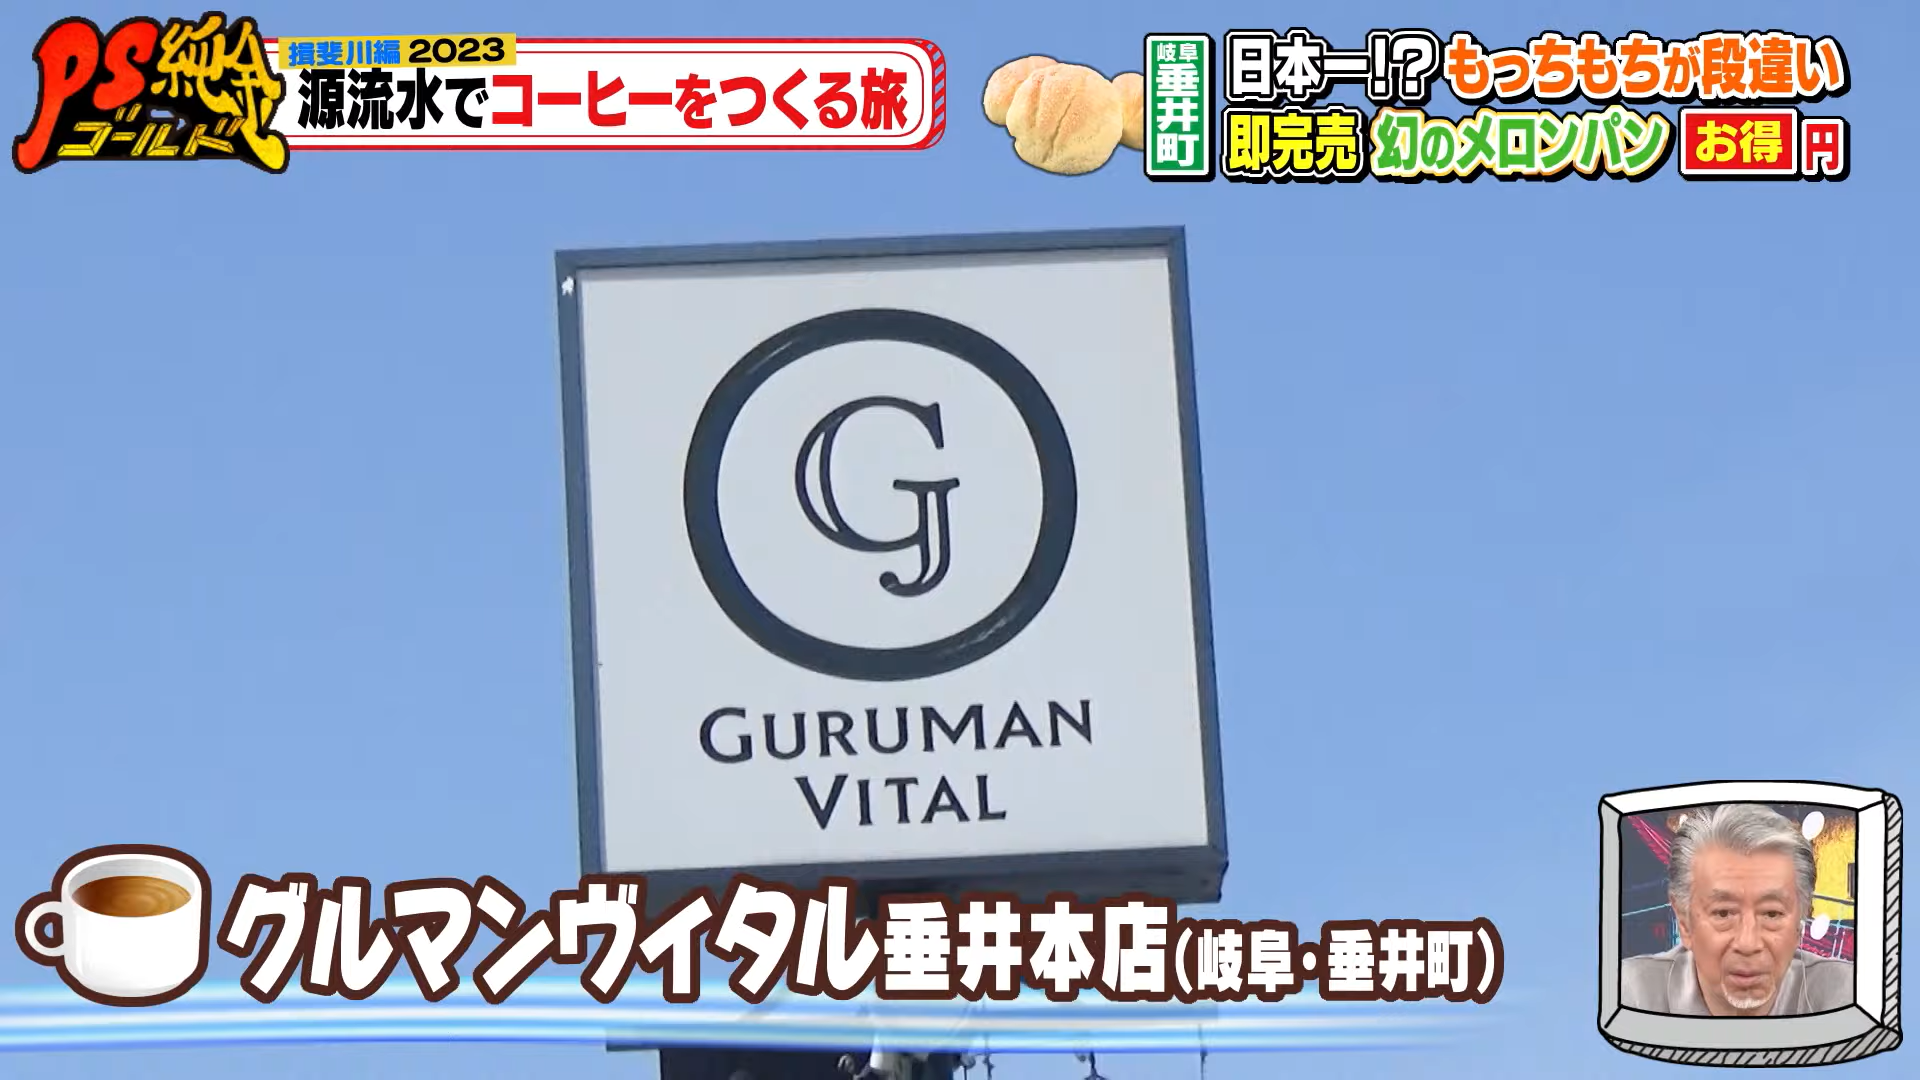 PS純金
ゴールド
揖斐川編 2023
源流水でコーヒーをつくる旅
岐阜
垂井町
日本一!? もっちもちが段違い
即完売 幻のメロンパン お得 円
G
GURUMAN
VITAL
グルマンヴィタル垂井本店(岐阜・垂井町)